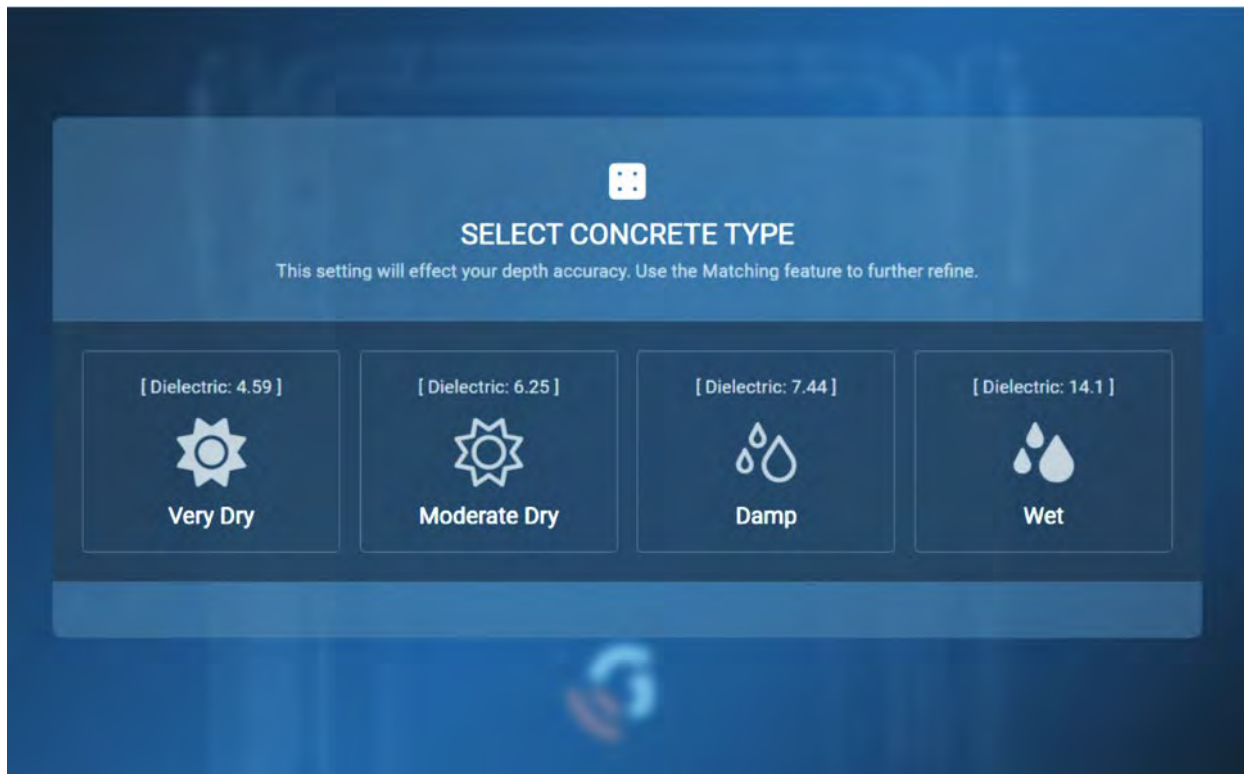 SELECT CONCRETE TYPE
This setting will effect your depth accuracy. Use the Matching feature to further refine.
[ Dielectric: 4.59 ]
Very Dry
[ Dielectric: 6.25 ]
Moderate Dry
[ Dielectric: 7.44 ]
Damp
[ Dielectric: 14.1 ]
Wet